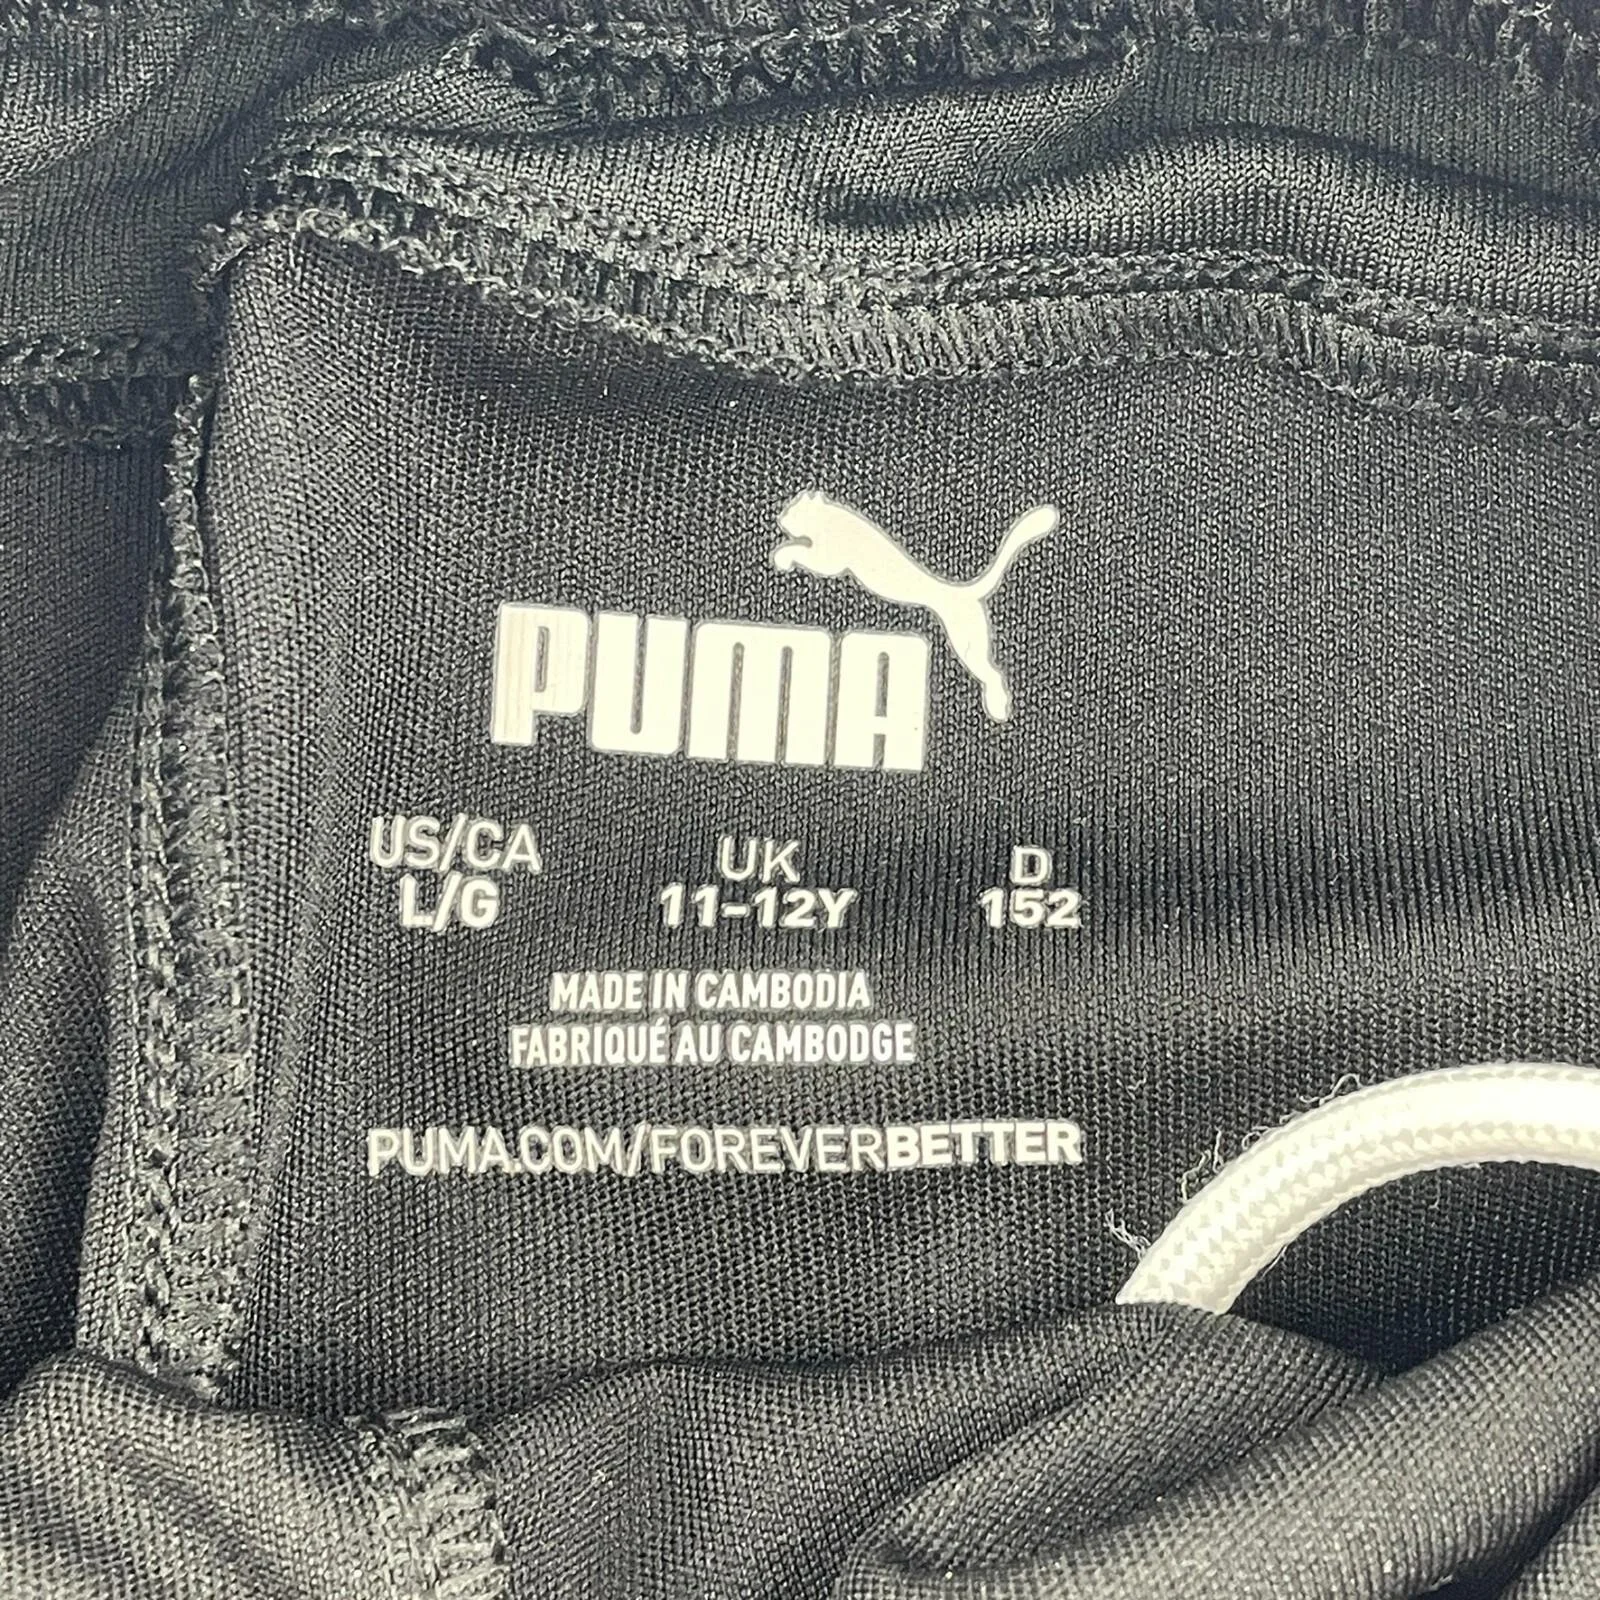 PUMA
US/CA UK D
L/G 11-12Y 152
MADE IN CAMBODIA
FABRIQUÉ AU CAMBODGE
PUMA.COM/FOREVERBETTER